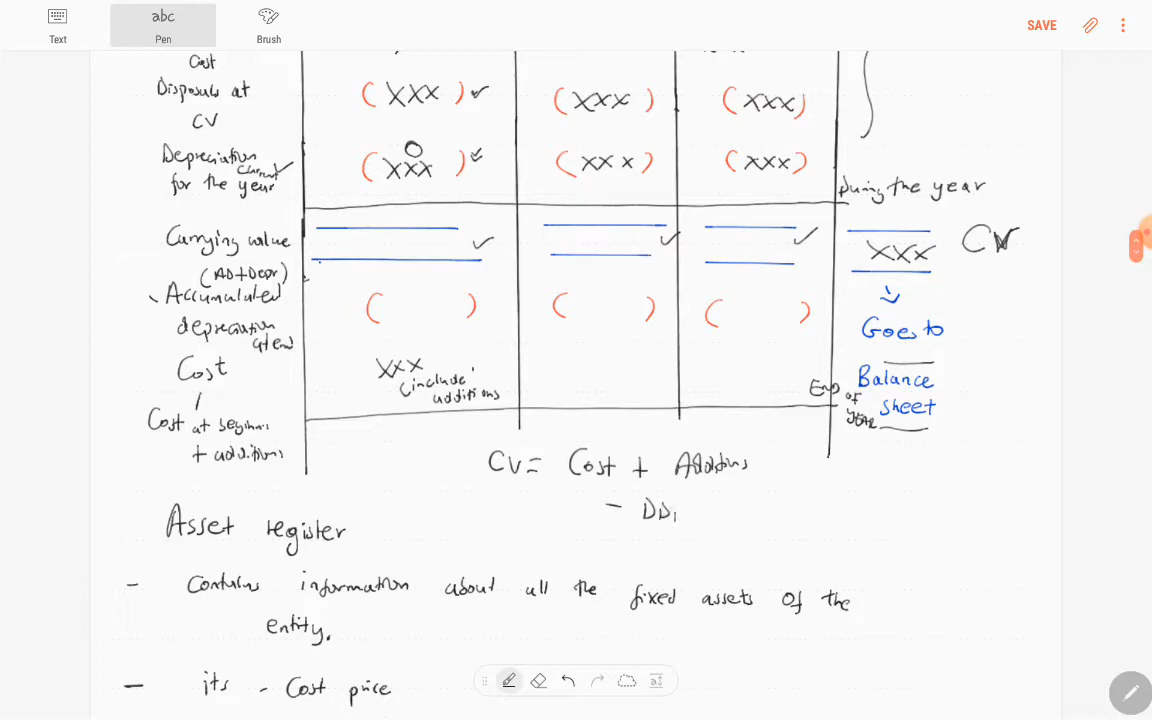 Text
abc
Pen
Brush
SAVE
Cost
Disposals at
CV
(XXX) (XXX) (XXX)
Depreciation
current
for the year
(XXX) (XXX) (XXX)
O
During the year
Carrying value
XXX CV
(AD+Depr)
Accumulated
depreciation
at end
( ) ( ) ( )
Goes to
Balance
sheet
Cost
XXX
(include
additions
End
of
year
Cost at begin
+ additions
CV = Cost + Additions
-
Asset register
- Contains information about all the fixed assets of the
entity.
- its - Cost price